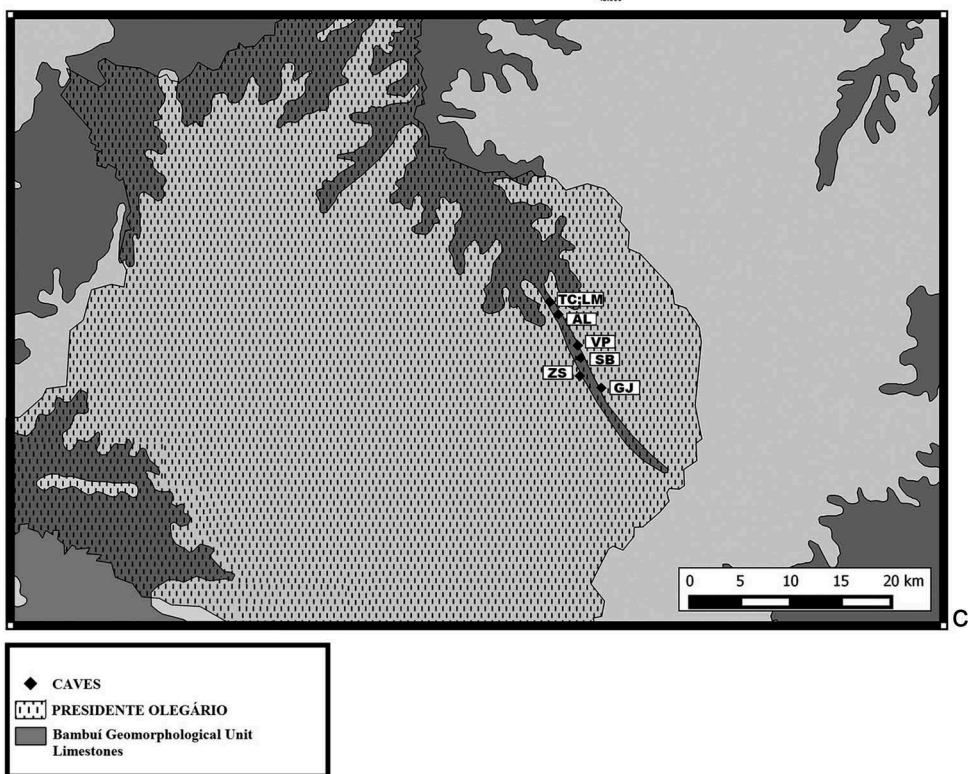 TC;LM
AL
VP
SB
ZS
GJ
0 5 10 15 20 km
C
CAVES
PRESIDENTE OLEGÁRIO
Bambuí Geomorphological Unit
Limestones